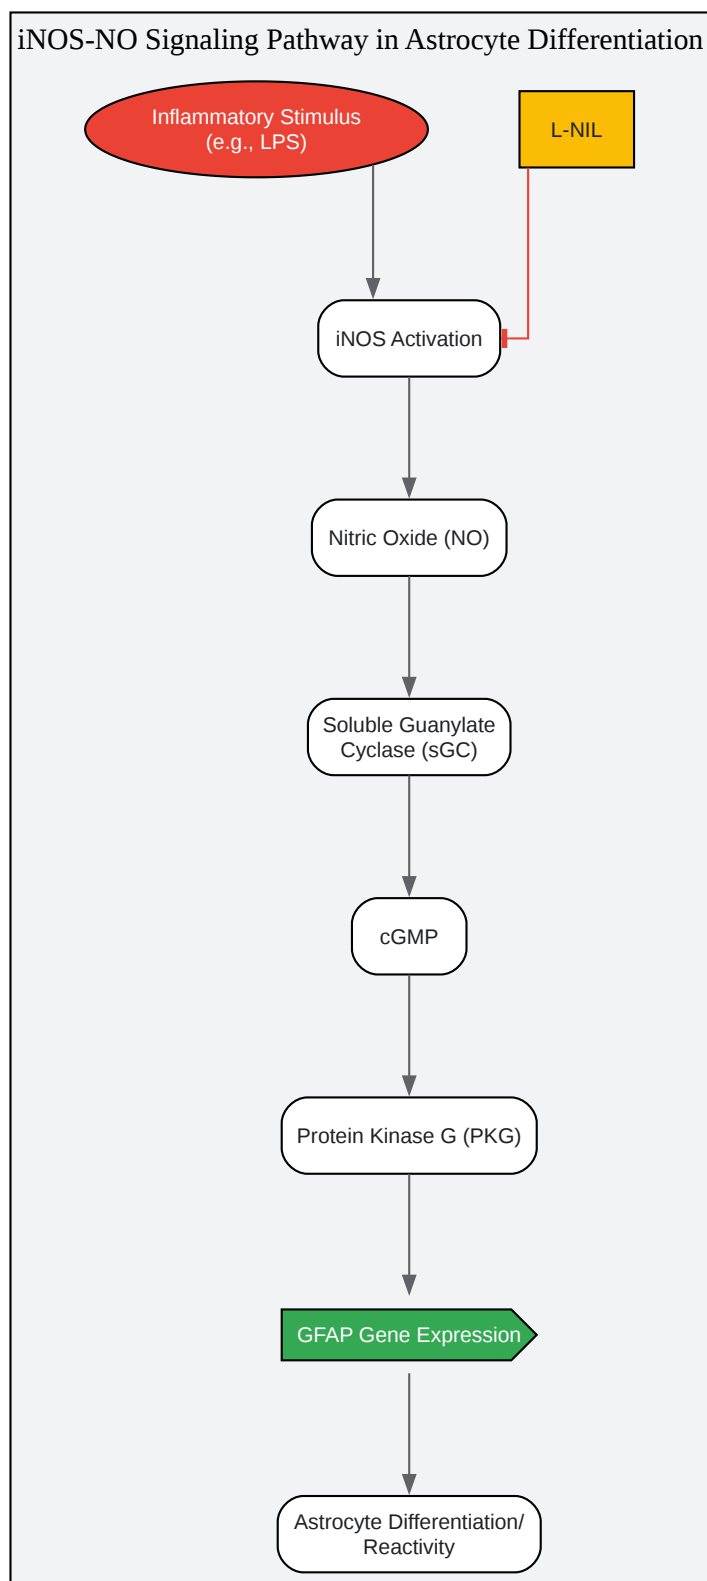 iNOS-NO Signaling Pathway in Astrocyte Differentiation
Inflammatory Stimulus
(e.g., LPS)
L-NIL
iNOS Activation
Nitric Oxide (NO)
Soluble Guanylate
Cyclase (sGC)
cGMP
Protein Kinase G (PKG)
GFAP Gene Expression
Astrocyte Differentiation/
Reactivity